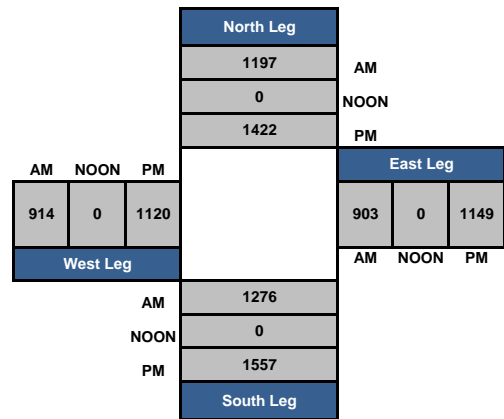 North Leg
1197 AM
0 NOON
1422 PM
East Leg
AM NOON PM
914 0 1120
903 0 1149
West Leg
AM NOON PM
AM 1276
NOON 0
PM 1557
South Leg